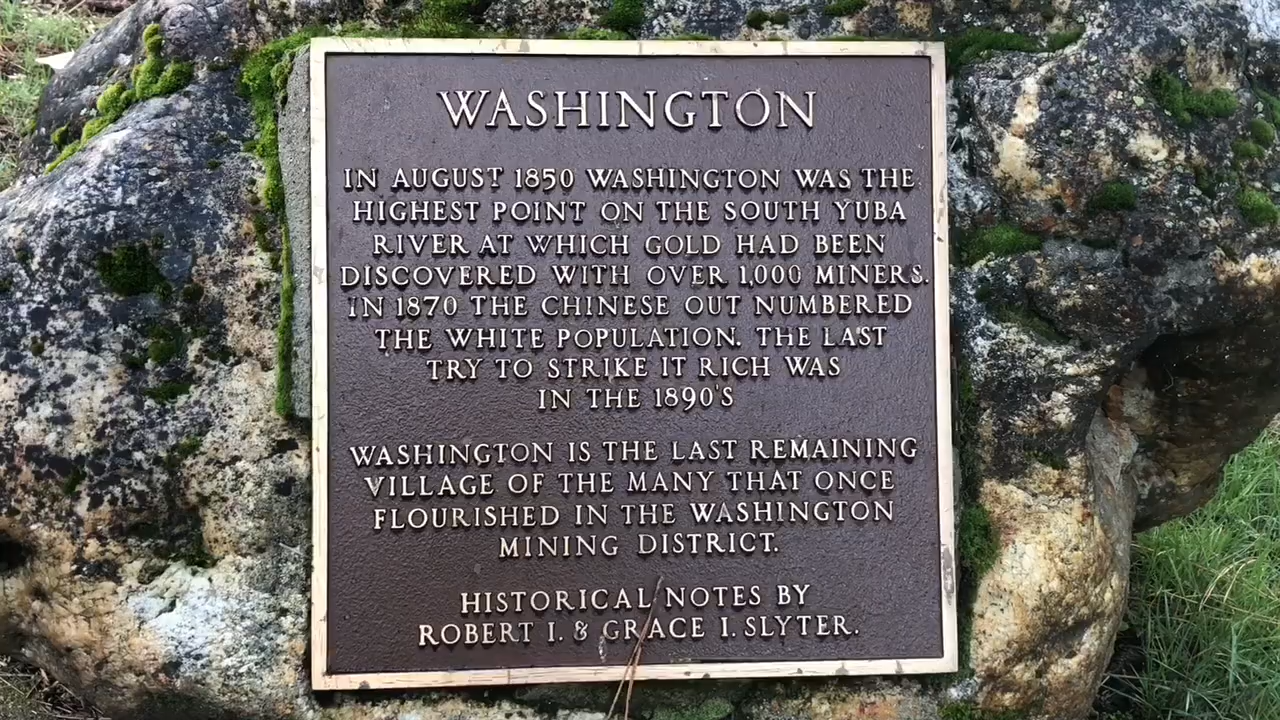 WASHINGTON
IN AUGUST 1850 WASHINGTON WAS THE
HIGHEST POINT ON THE SOUTH YUBA
RIVER AT WHICH GOLD HAD BEEN
DISCOVERED WITH OVER 1,000 MINERS.
IN 1870 THE CHINESE OUT NUMBERED
THE WHITE POPULATION. THE LAST
TRY TO STRIKE IT RICH WAS
IN THE 1890'S
WASHINGTON IS THE LAST REMAINING
VILLAGE OF THE MANY THAT ONCE
FLOURISHED IN THE WASHINGTON
MINING DISTRICT.
HISTORICAL NOTES BY
ROBERT I. & GRACE I. SLYTER.